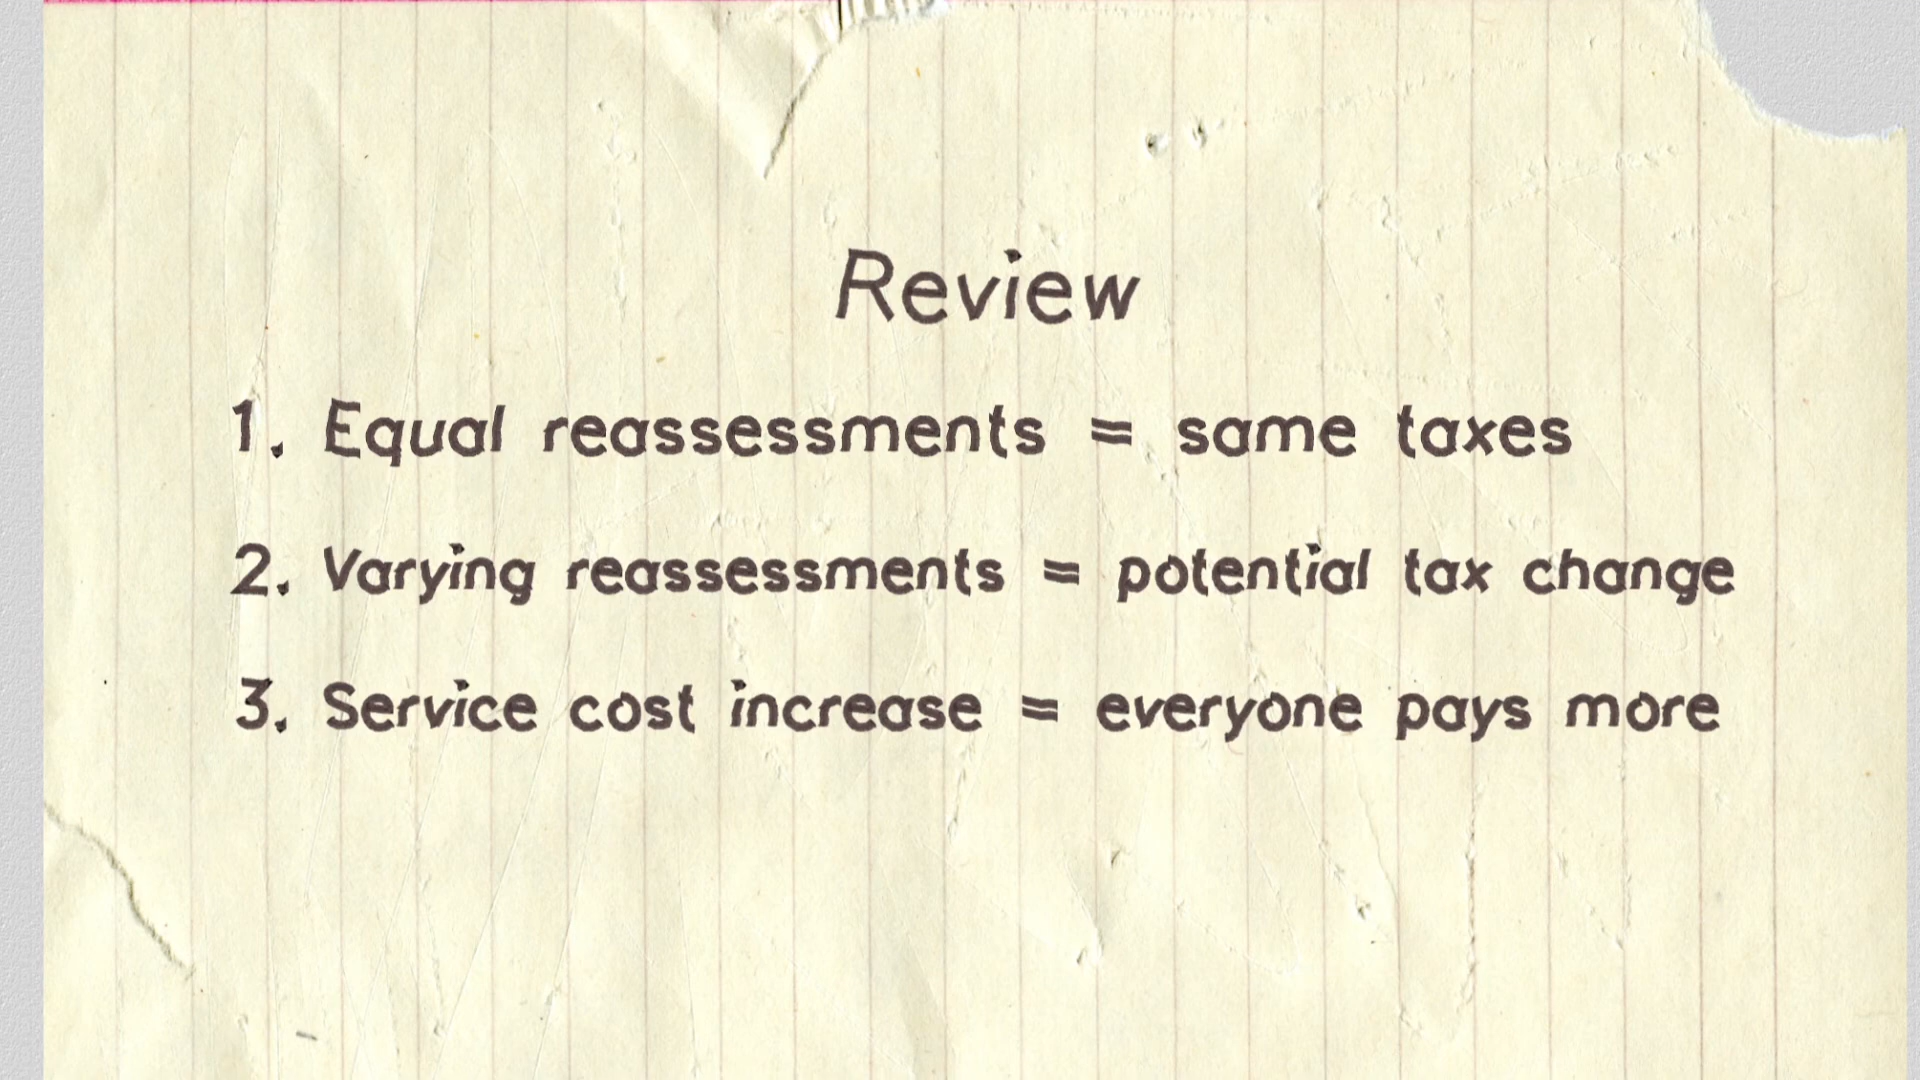 Review
1. Equal reassessments = same taxes
2. Varying reassessments = potential tax change
3. Service cost increase = everyone pays more